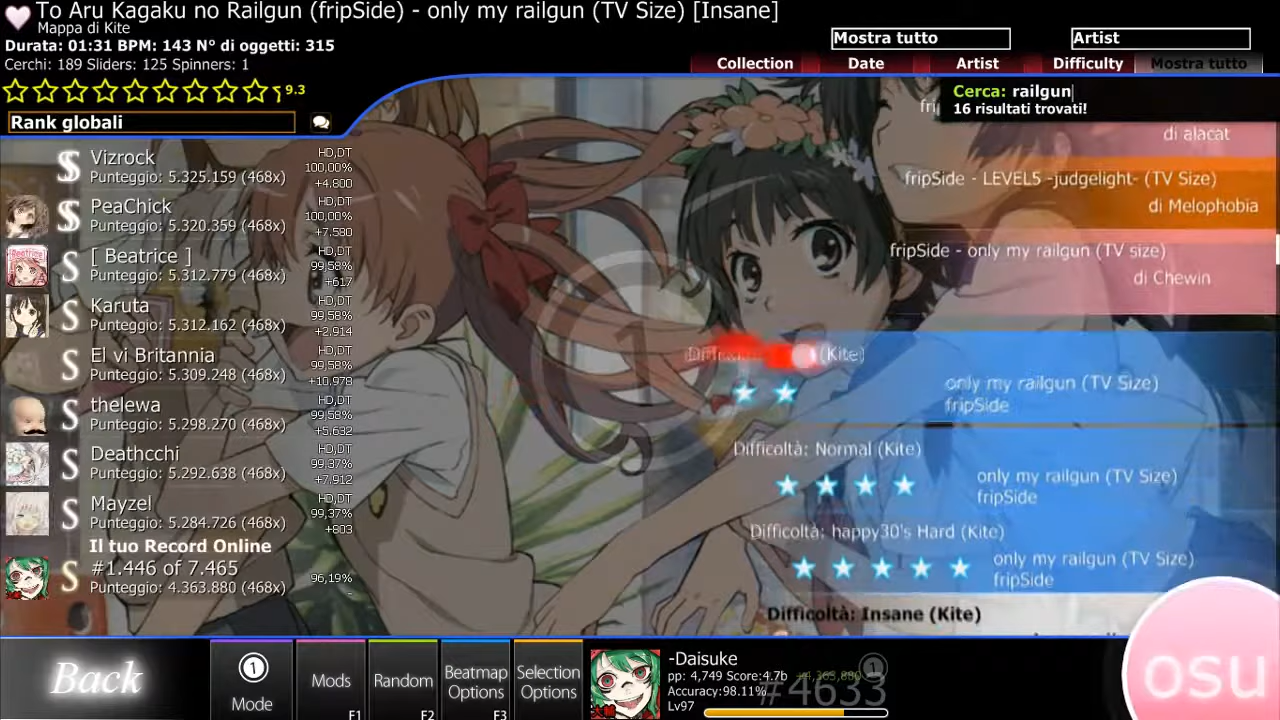 To Aru Kagaku no Railgun (fripSide) - only my railgun (TV Size) [Insane]
Mappa di Kite
Durata: 01:31 BPM: 143 N° di oggetti: 315
Cerchi: 189 Sliders: 125 Spinners: 1
9.3
Rank globali
Mostra tutto
Artist
Collection
Date
Artist
Difficulty
Mostra tutto
Cerca: railgun
16 risultati trovati!
Vizrock
Punteggio: 5.325.159 (468x)
HD,DT
100,00%
+4,800
PeaChick
Punteggio: 5.320.359 (468x)
HD,DT
100,00%
+7,580
[ Beatrice ]
Punteggio: 5.312.779 (468x)
HD,DT
99,58%
+617
Karuta
Punteggio: 5.312.162 (468x)
HD,DT
99,58%
+2,914
El vi Britannia
Punteggio: 5.309.248 (468x)
HD,DT
99,58%
+10,978
thelewa
Punteggio: 5.298.270 (468x)
HD,DT
99,58%
+5,632
Deathcchi
Punteggio: 5.292.638 (468x)
HD,DT
99,37%
+7,912
Mayzel
Punteggio: 5.284.726 (468x)
HD,DT
99,37%
+803
Il tuo Record Online
#1.446 of 7.465
Punteggio: 4.363.880 (468x)
96,19%
-
di alacat
fripSide - LEVEL5 -judgelight- (TV Size)
di Melophobia
fripSide - only my railgun (TV size)
di Chewin
(Kite)
only my railgun (TV Size)
fripSide
Difficoltà: Normal (Kite)
only my railgun (TV Size)
fripSide
Difficoltà: happy30's Hard (Kite)
only my railgun (TV Size)
fripSide
Difficoltà: Insane (Kite)
Back
1
Mode
Mods
F1
Random
F2
Beatmap
Options
F3
Selection
Options
-Daisuke
pp: 4,749 Score:4.7b
Accuracy:98.11%
Lv97
#4633
1
osu